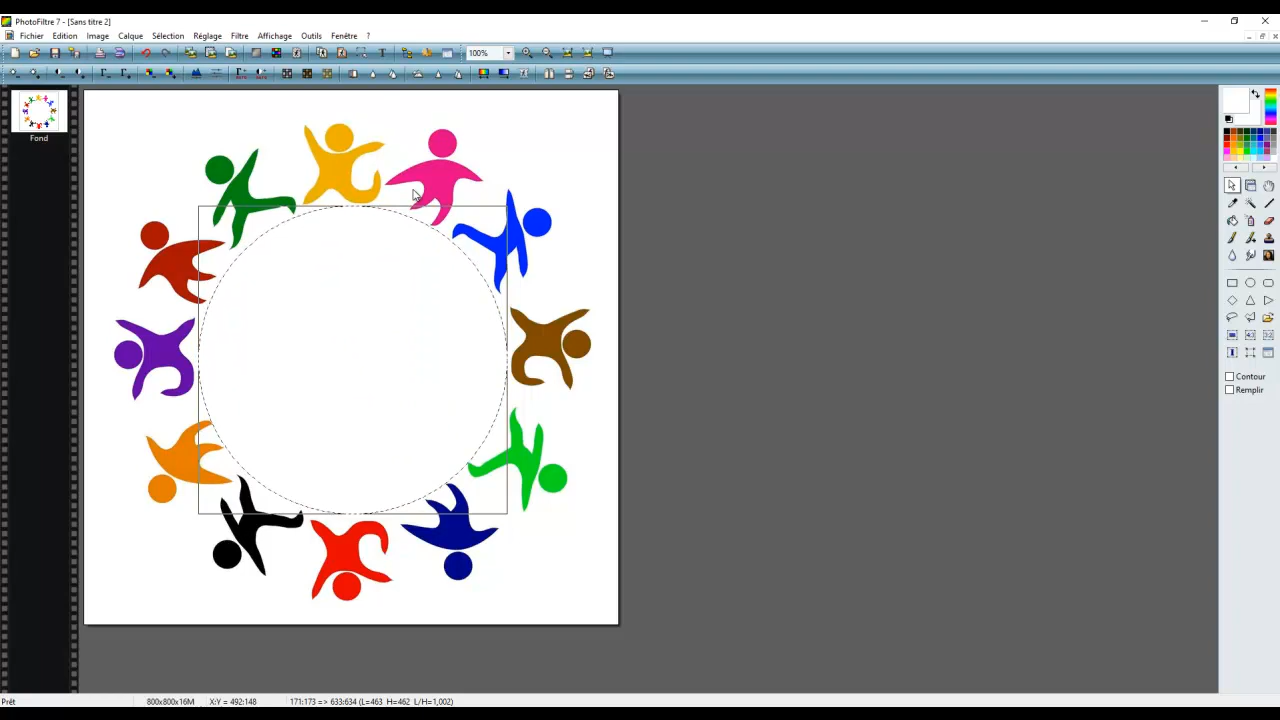 PhotoFiltre 7 - [Sans titre 2]
Fichier Edition Image Calque Sélection Réglage Filtre Affichage Outils Fenêtre ?
100%
Fond
Contour
Remplir
Prêt 800x800x16M X:Y = 492:148 171:173 => 633:634 (L=463 H=462 L/H=1,002)